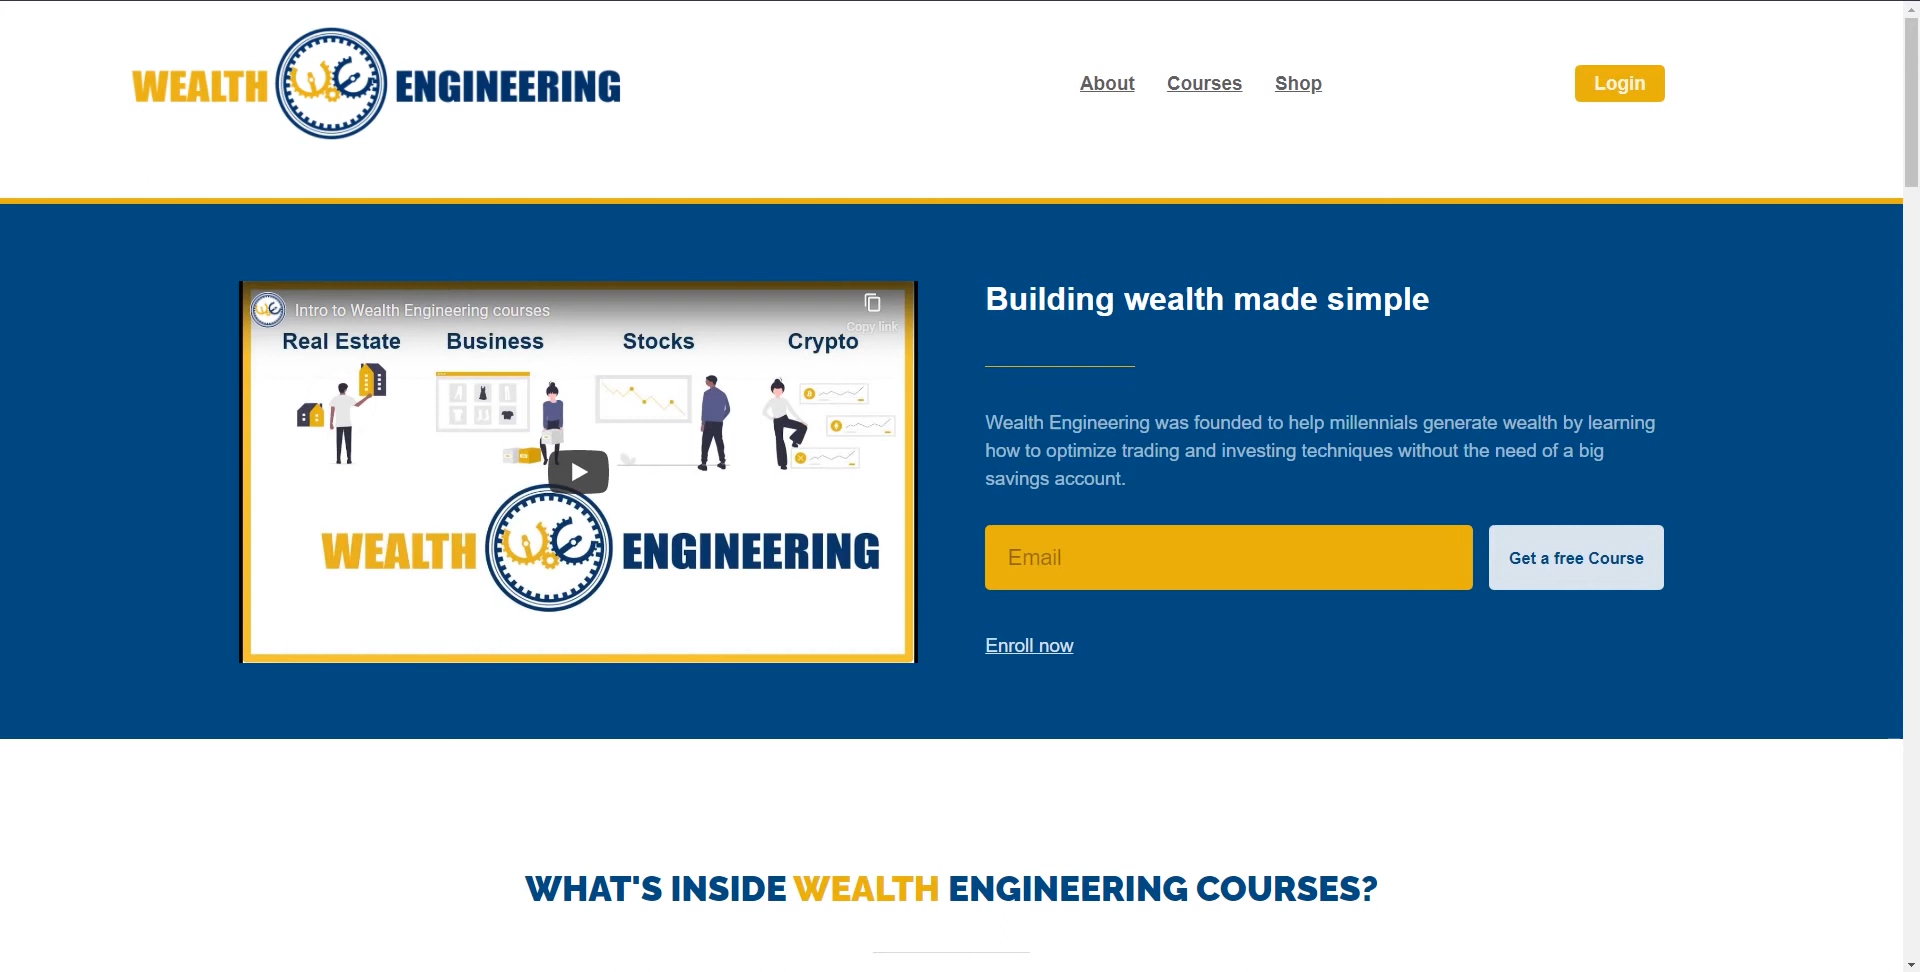 WEALTH WE ENGINEERING
About Courses Shop
Login
Intro to Wealth Engineering courses
Copy link
Real Estate Business Stocks Crypto
WEALTH WE ENGINEERING
Building wealth made simple
Wealth Engineering was founded to help millennials generate wealth by learning
how to optimize trading and investing techniques without the need of a big
savings account.
Email
Get a free Course
Enroll now
WHAT'S INSIDE WEALTH ENGINEERING COURSES?